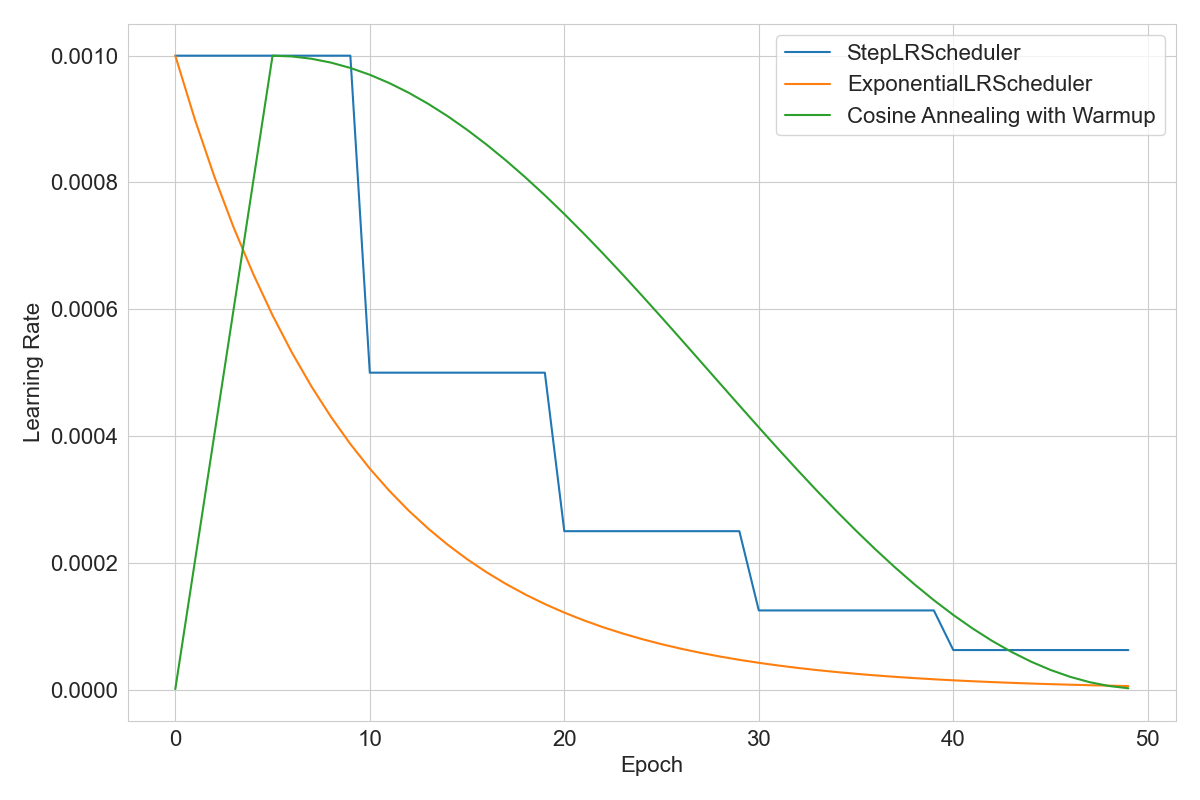 StepLRScheduler
ExponentialLRScheduler
Cosine Annealing with Warmup
Learning Rate
0.0010
0.0008
0.0006
0.0004
0.0002
0.0000
0 10 20 30 40 50
Epoch